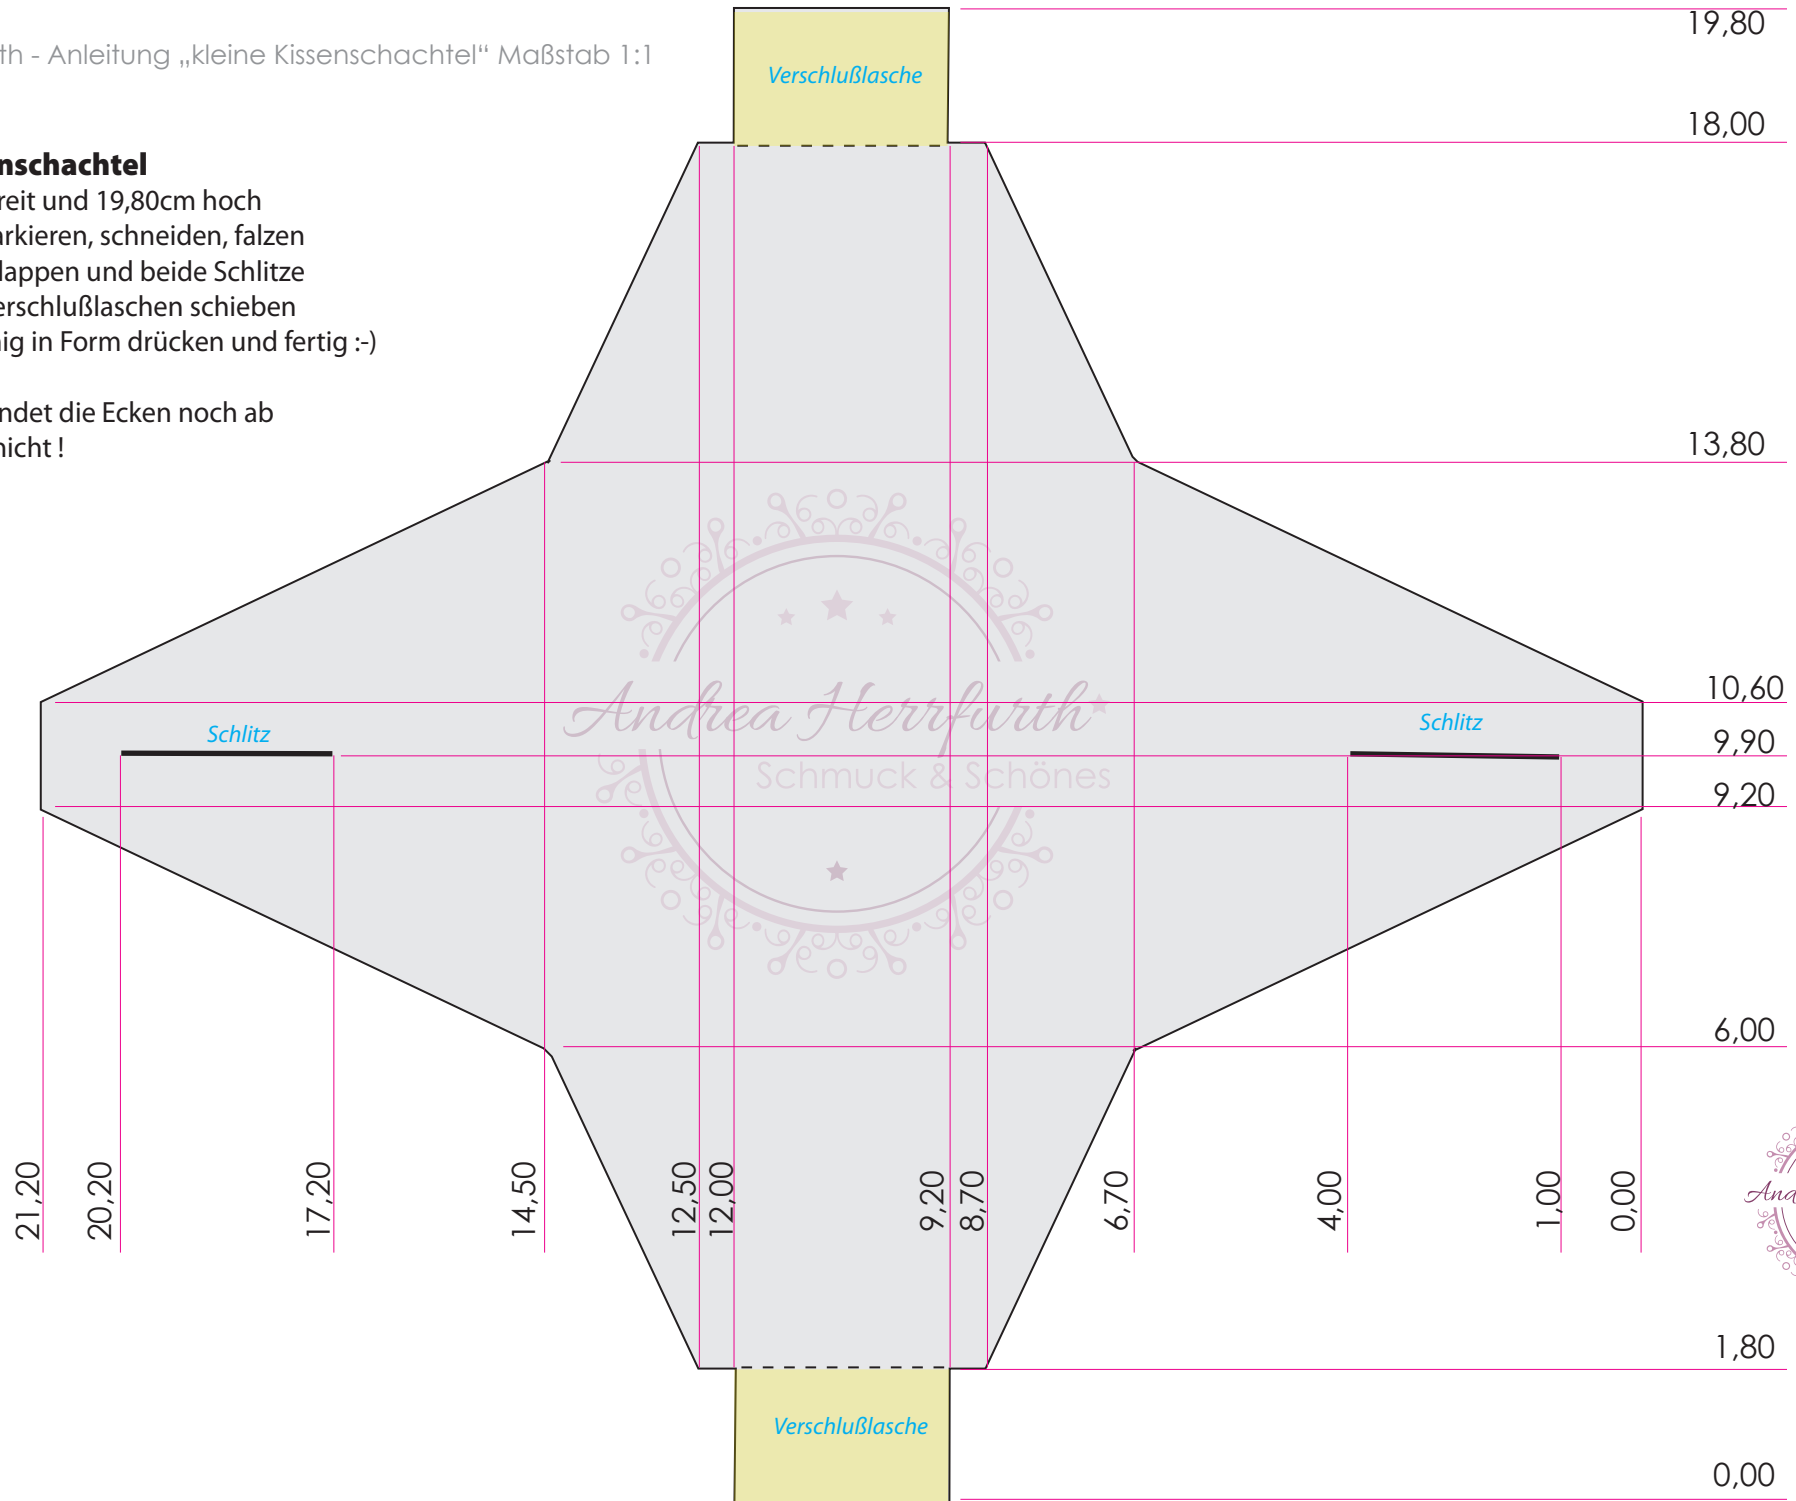 th - Anleitung „kleine Kissenschachtel“ Maßstab 1:1
nschachtel
reit und 19,80cm hoch
arkieren, schneiden, falzen
lappen und beide Schlitze
erschlußlaschen schieben
nig in Form drücken und fertig :-)
ndet die Ecken noch ab
nicht !
Verschlußlasche
19,80
18,00
13,80
10,60
9,90
9,20
6,00
1,80
0,00
Schlitz
Schlitz
Andrea Herrfurth
Schmuck & Schönes
21,20
20,20
17,20
14,50
12,50
12,00
9,20
8,70
6,70
4,00
1,00
0,00
And
Verschlußlasche